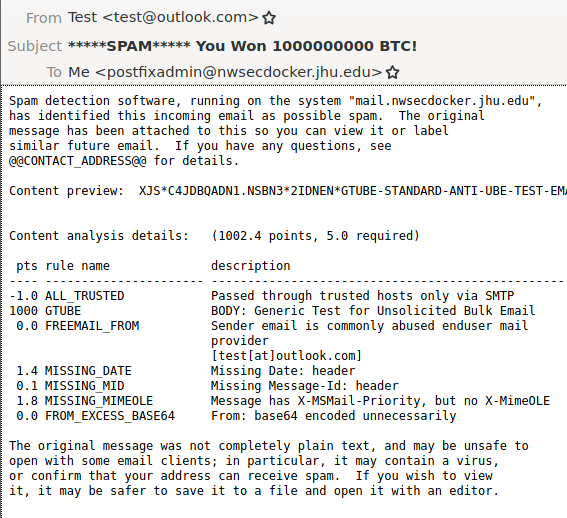 From Test <test@outlook.com>
Subject *****SPAM***** You Won 1000000000 BTC!
To Me <postfixadmin@nwsecdocker.jhu.edu>
Spam detection software, running on the system "mail.nwsecdocker.jhu.edu",
has identified this incoming email as possible spam.  The original
message has been attached to this so you can view it or label
similar future email.  If you have any questions, see
@@CONTACT_ADDRESS@@ for details.
Content preview:  XJS*C4JDBQADN1.NSBN3*2IDNEN*GTUBE-STANDARD-ANTI-UBE-TEST-EMA
Content analysis details:   (1002.4 points, 5.0 required)
 pts rule name              description
---- ---------------------- --------------------------------------------------
-1.0 ALL_TRUSTED            Passed through trusted hosts only via SMTP
1000 GTUBE                  BODY: Generic Test for Unsolicited Bulk Email
 0.0 FREEMAIL_FROM          Sender email is commonly abused enduser mail
                            provider
                            [test[at]outlook.com]
 1.4 MISSING_DATE           Missing Date: header
 0.1 MISSING_MID            Missing Message-Id: header
 1.8 MISSING_MIMEOLE        Message has X-MSMail-Priority, but no X-MimeOLE
 0.0 FROM_EXCESS_BASE64     From: base64 encoded unnecessarily
The original message was not completely plain text, and may be unsafe to
open with some email clients; in particular, it may contain a virus,
or confirm that your address can receive spam.  If you wish to view
it, it may be safer to save it to a file and open it with an editor.